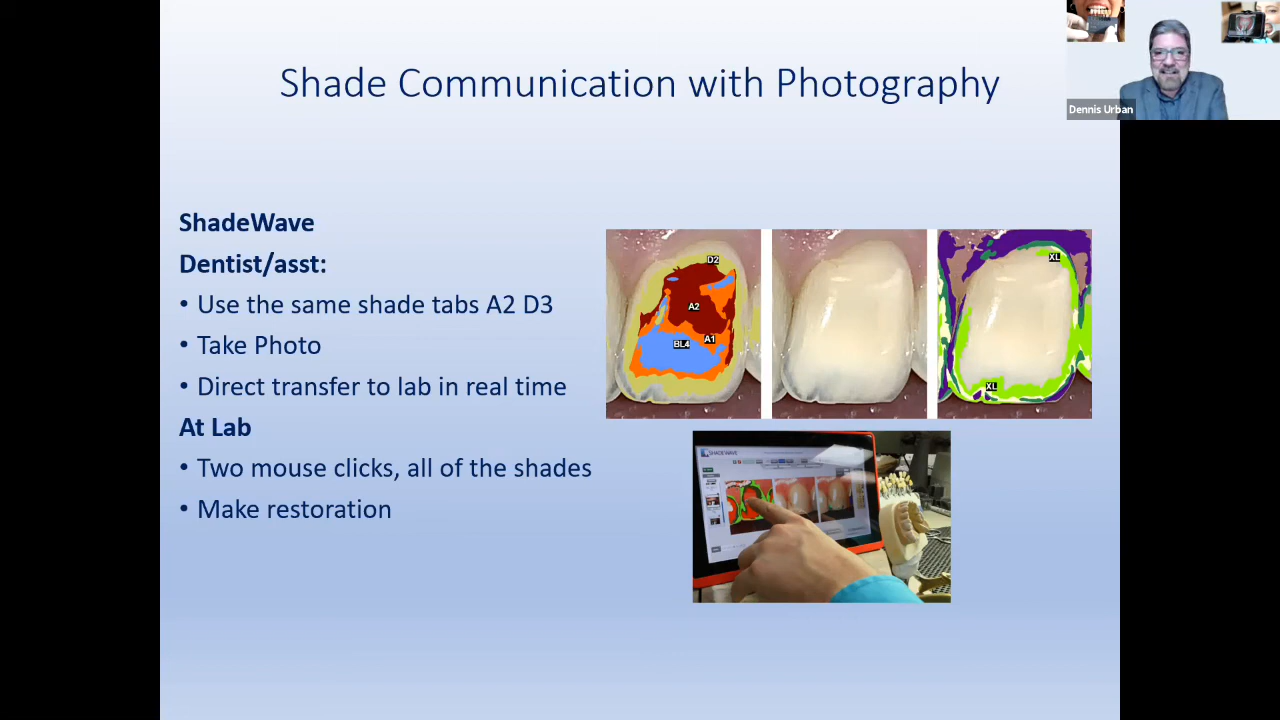 Shade Communication with Photography
Dennis Urban
ShadeWave
Dentist/asst:
• Use the same shade tabs A2 D3
• Take Photo
• Direct transfer to lab in real time
At Lab
• Two mouse clicks, all of the shades
• Make restoration
D2
A2
A1
BL4
XL
XL
SHADEWAVE